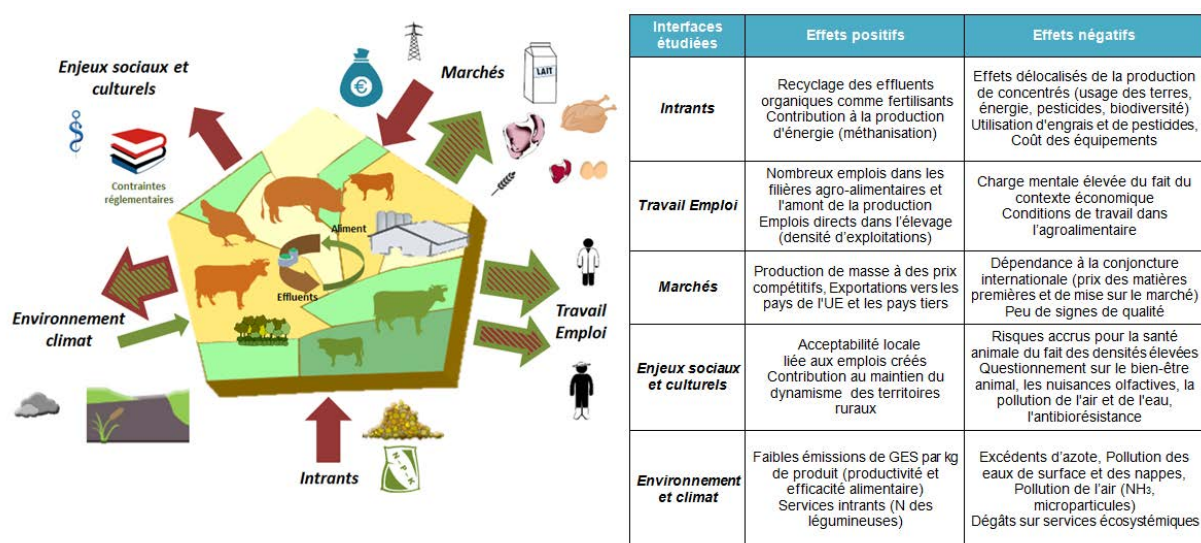 Enjeux sociaux et
culturels
Marchés
LAIT
Contraintes
réglementaires
Aliment
Effluents
Environnement
climat
Travail
Emploi
Intrants
N-P-K
Interfaces
étudiées
Effets positifs
Effets négatifs
Intrants
Recyclage des effluents
organiques comme fertilisants
Contribution à la production
d'énergie (méthanisation)
Effets délocalisés de la production
de concentrés (usage des terres,
énergie, pesticides, biodiversité)
Utilisation d'engrais et de pesticides,
Coût des équipements
Travail Emploi
Nombreux emplois dans les
filières agro-alimentaires et
l'amont de la production
Emplois directs dans l'élevage
(densité d'exploitations)
Charge mentale élevée du fait du
contexte économique
Conditions de travail dans
l'agroalimentaire
Marchés
Production de masse à des prix
compétitifs, Exportations vers les
pays de l'UE et les pays tiers
Dépendance à la conjoncture
internationale (prix des matières
premières et de mise sur le marché)
Peu de signes de qualité
Enjeux sociaux
et culturels
Acceptabilité locale
liée aux emplois créés
Contribution au maintien du
dynamisme des territoires
ruraux
Risques accrus pour la santé
animale du fait des densités élevées
Questionnement sur le bien-être
animal, les nuisances olfactives, la
pollution de l'air et de l'eau,
l'antibiorésistance
Environnement
et climat
Faibles émissions de GES par kg
de produit (productivité et
efficacité alimentaire)
Services intrants (N des
légumineuses)
Excédents d'azote, Pollution des
eaux de surface et des nappes,
Pollution de l'air (NH₃,
microparticules)
Dégâts sur services écosystémiques